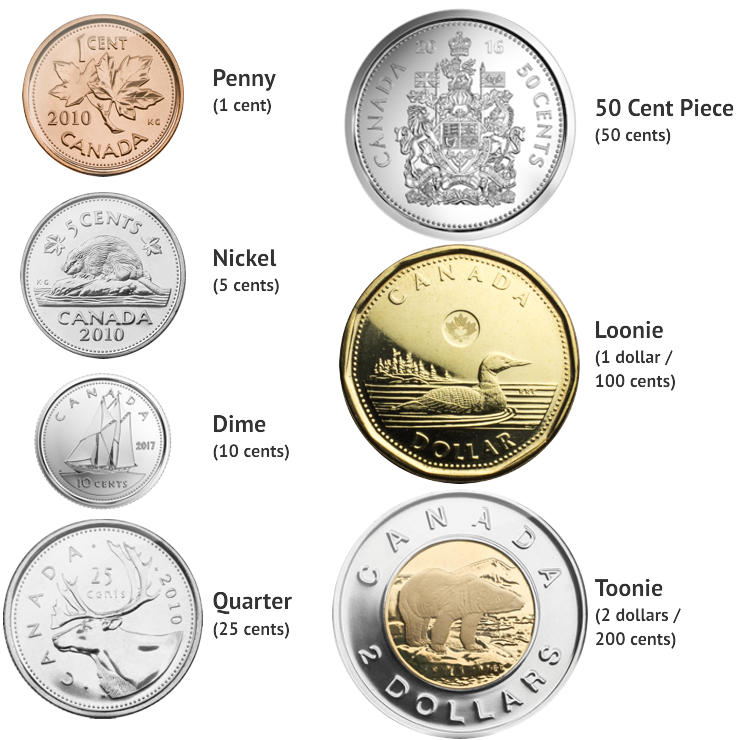 1 CENT
2010 KG
CANADA
Penny
(1 cent)
5 CENTS
KG
CANADA
2010
Nickel
(5 cents)
CANADA
2017
10 CENTS
Dime
(10 cents)
CANADA
25
cents
2010
Quarter
(25 cents)
2016
CANADA
50 CENTS
50 Cent Piece
(50 cents)
CANADA
DOLLAR
Loonie
(1 dollar /
100 cents)
CANADA
2 DOLLARS
Toonie
(2 dollars /
200 cents)